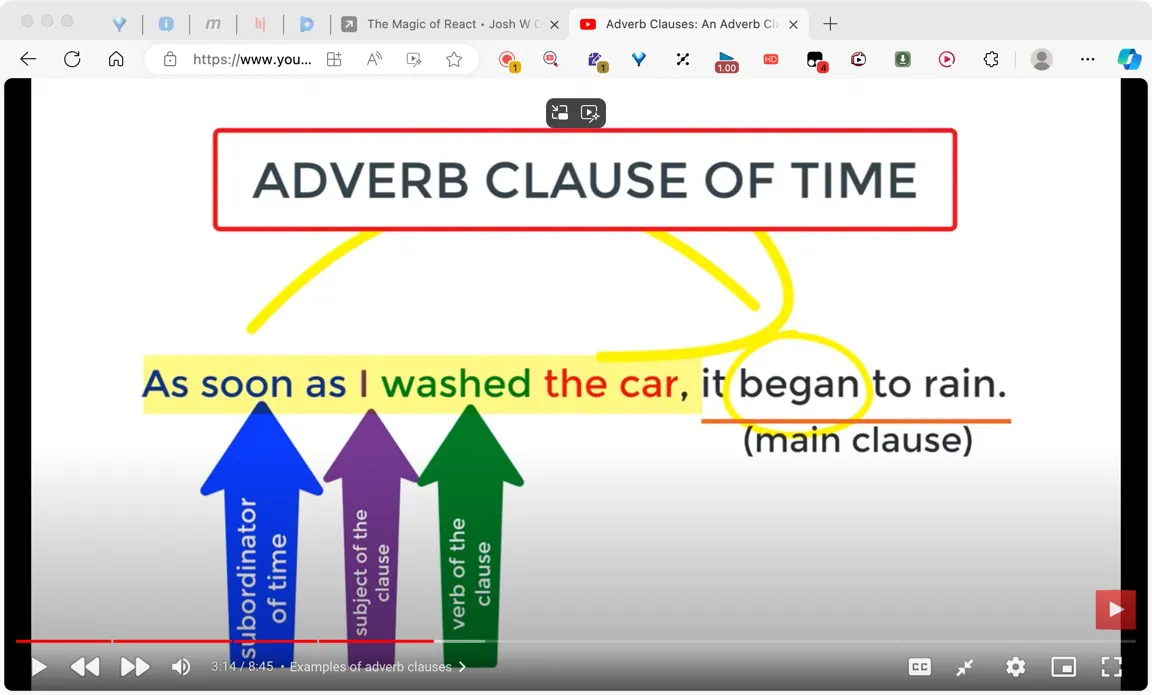 m
hj
The Magic of React • Josh W C
Adverb Clauses: An Adverb Cl
https://www.you...
1
1
1.00
HD
4
ADVERB CLAUSE OF TIME
As soon as I washed the car, it began to rain.
(main clause)
subordinator
of time
subject of the
clause
verb of the
clause
3:14 / 8:45 • Examples of adverb clauses
CC